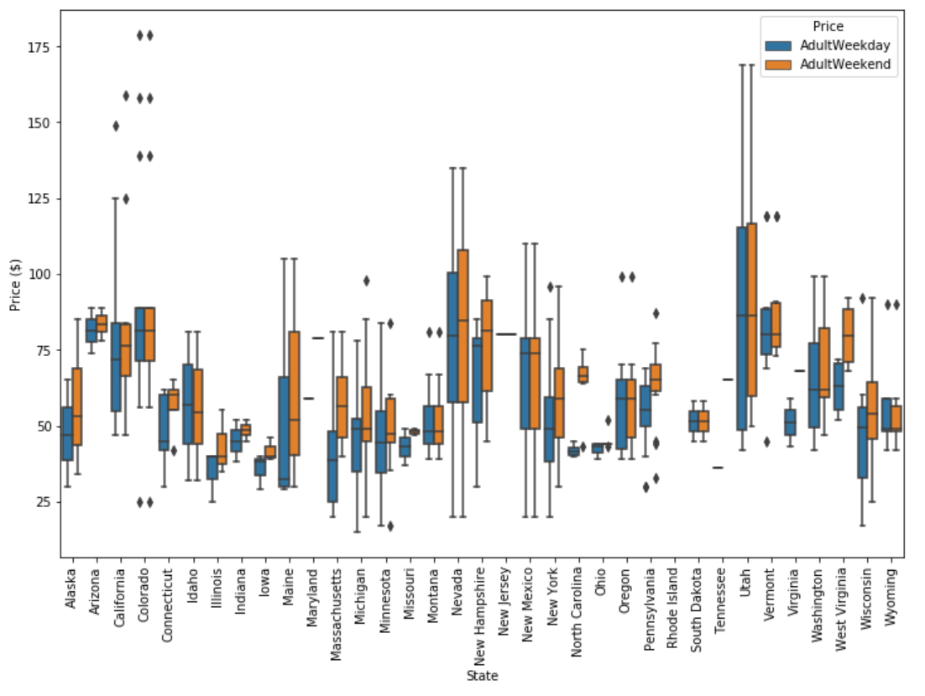 Price
AdultWeekday
AdultWeekend
175
150
125
100
75
50
25
Price ($)
Alaska
Arizona
California
Colorado
Connecticut
Idaho
Illinois
Indiana
Iowa
Maine
Maryland
Massachusetts
Michigan
Minnesota
Missouri
Montana
Nevada
New Hampshire
New Jersey
New Mexico
New York
North Carolina
Ohio
Oregon
Pennsylvania
Rhode Island
South Dakota
Tennessee
Utah
Vermont
Virginia
Washington
West Virginia
Wisconsin
Wyoming
State